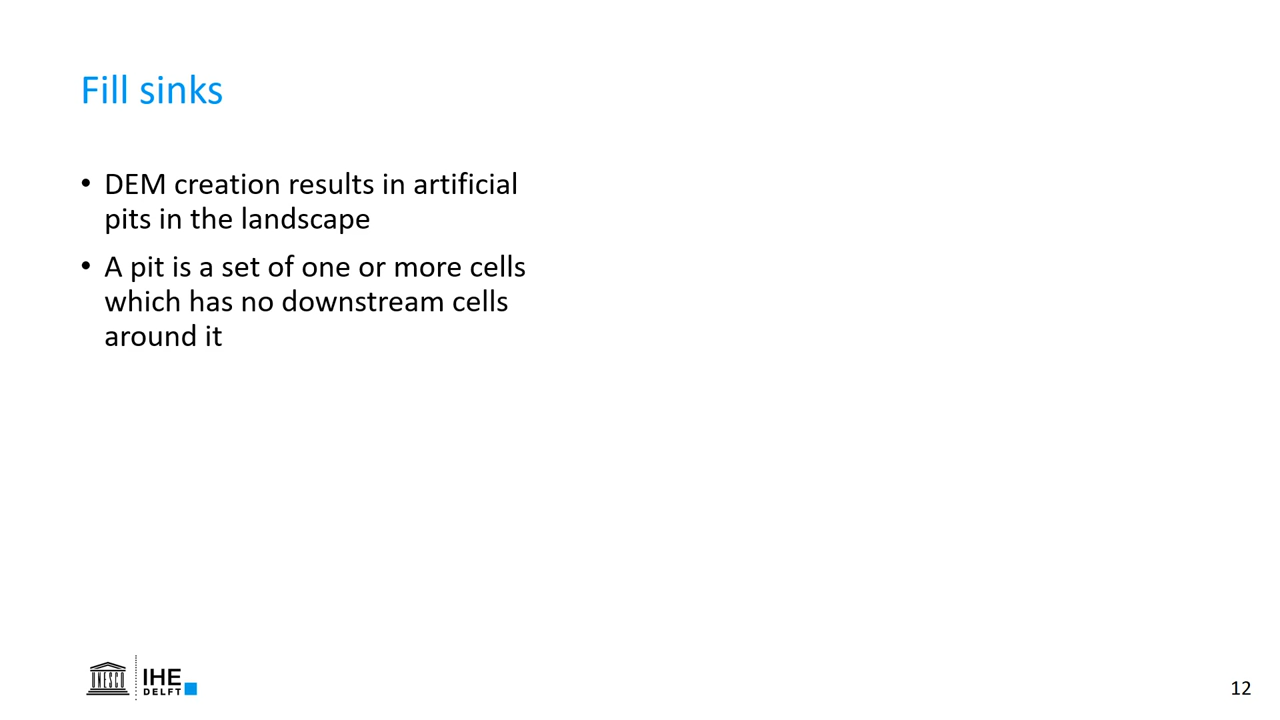 Fill sinks
• DEM creation results in artificial
pits in the landscape
• A pit is a set of one or more cells
which has no downstream cells
around it
UNESCO
IHE
DELFT
12